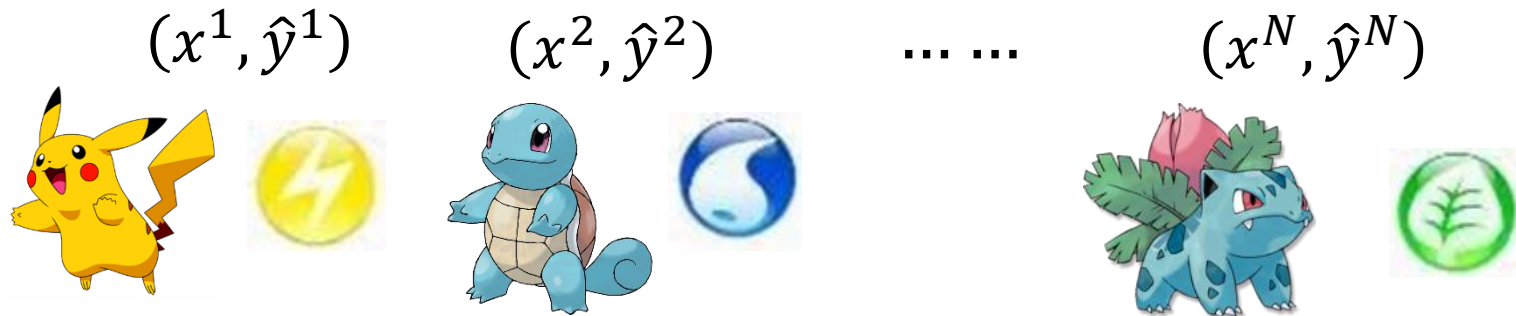 (x¹, ŷ¹) (x², ŷ²) ⋯⋯ (xᴺ, ŷᴺ)